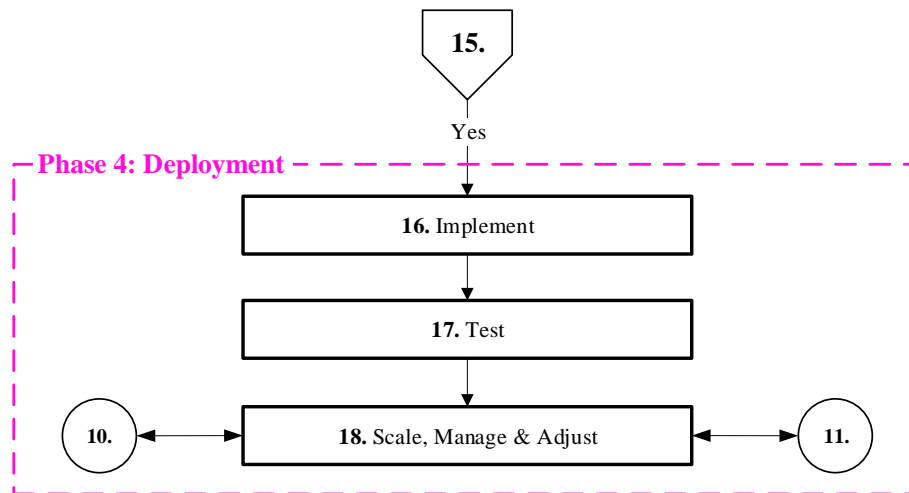 15.
Yes
Phase 4: Deployment
16. Implement
17. Test
10.
18. Scale, Manage & Adjust
11.